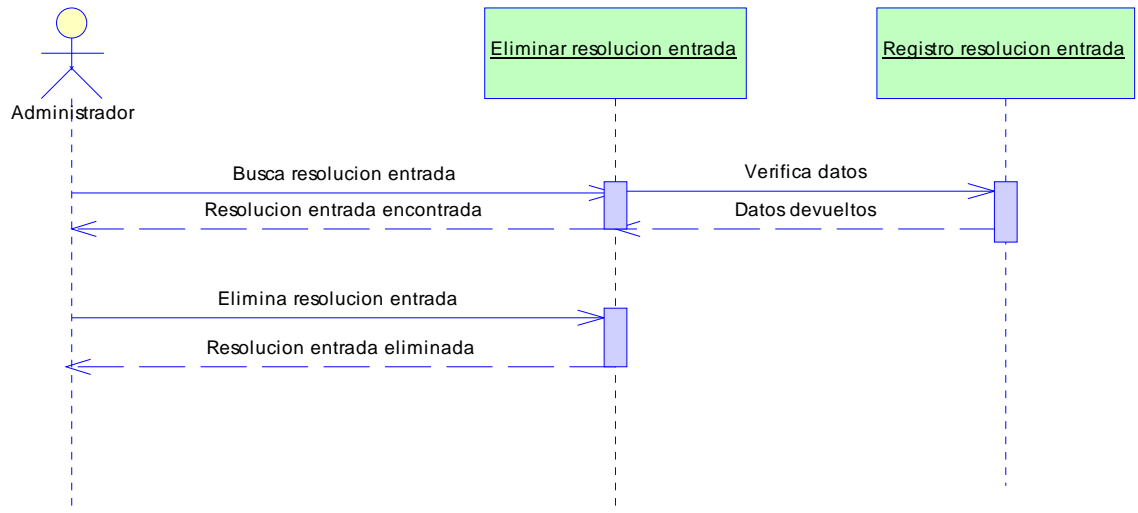 Eliminar resolucion entrada
Registro resolucion entrada
Administrador
Busca resolucion entrada
Verifica datos
Resolucion entrada encontrada
Datos devueltos
Elimina resolucion entrada
Resolucion entrada eliminada